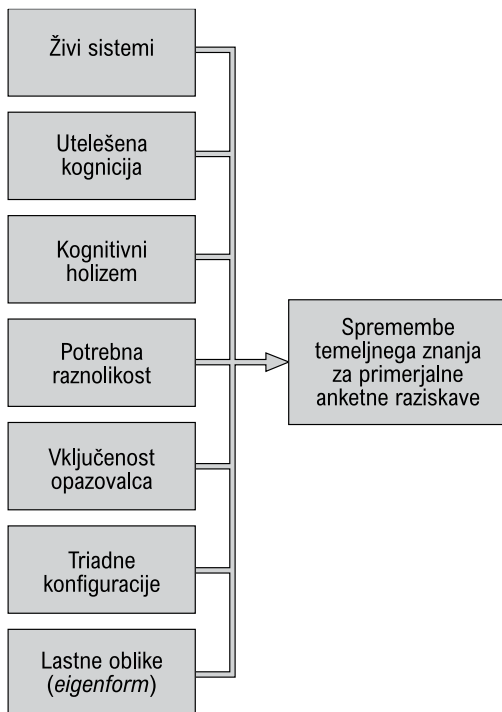 Živi sistemi
Utelešena
kognicija
Kognitivni
holizem
Potrebna
raznolikost
Vključenost
opazovalca
Triadne
konfiguracije
Lastne oblike
(eigenform)
Spremembe
temeljnega znanja
za primerjalne
anketne raziskave